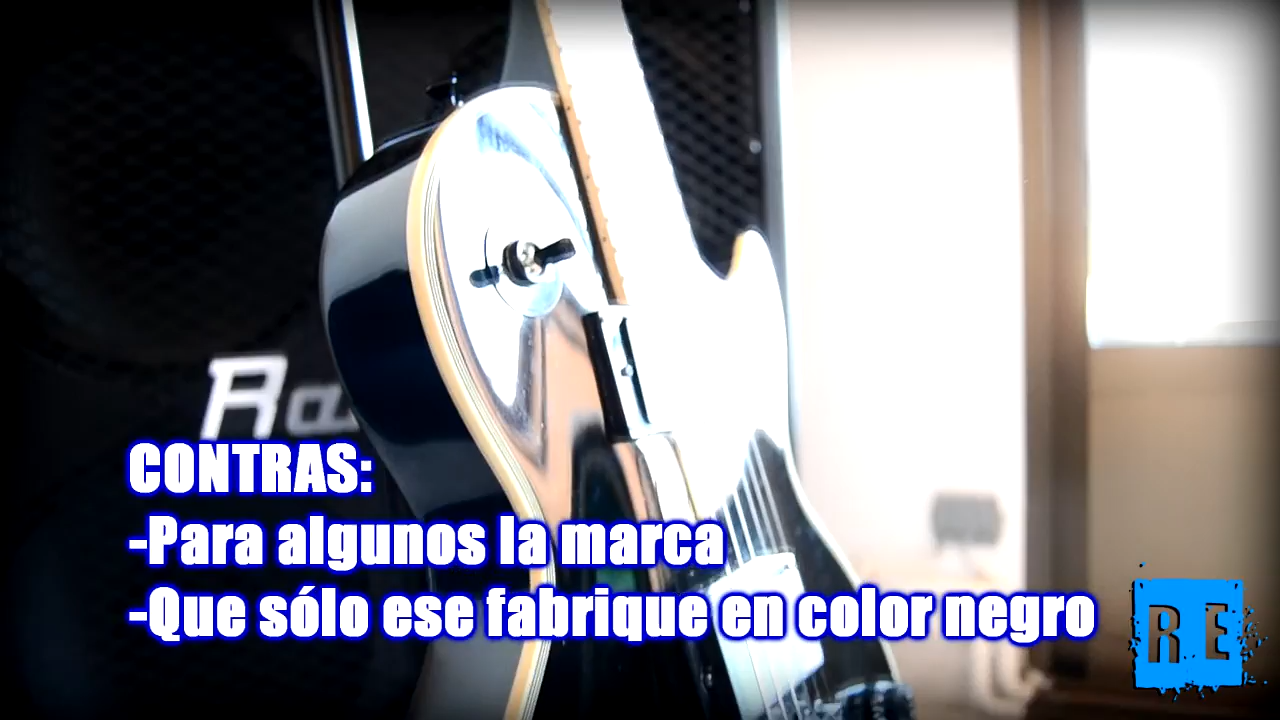 CONTRAS:
-Para algunos la marca
-Que sólo ese fabrique en color negro
RE